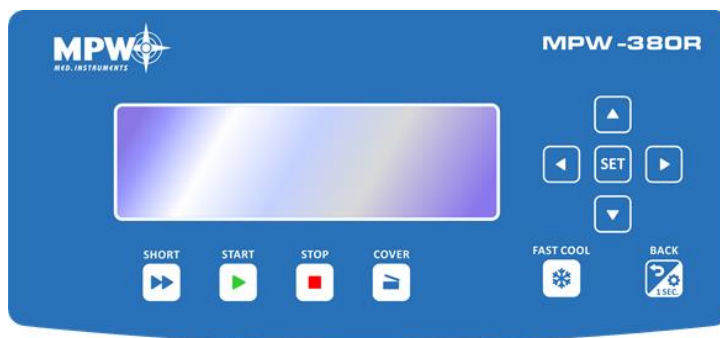 MPW
MED. INSTRUMENTS
MPW-380R
SET
SHORT
START
STOP
COVER
FAST COOL
BACK
1 SEC.